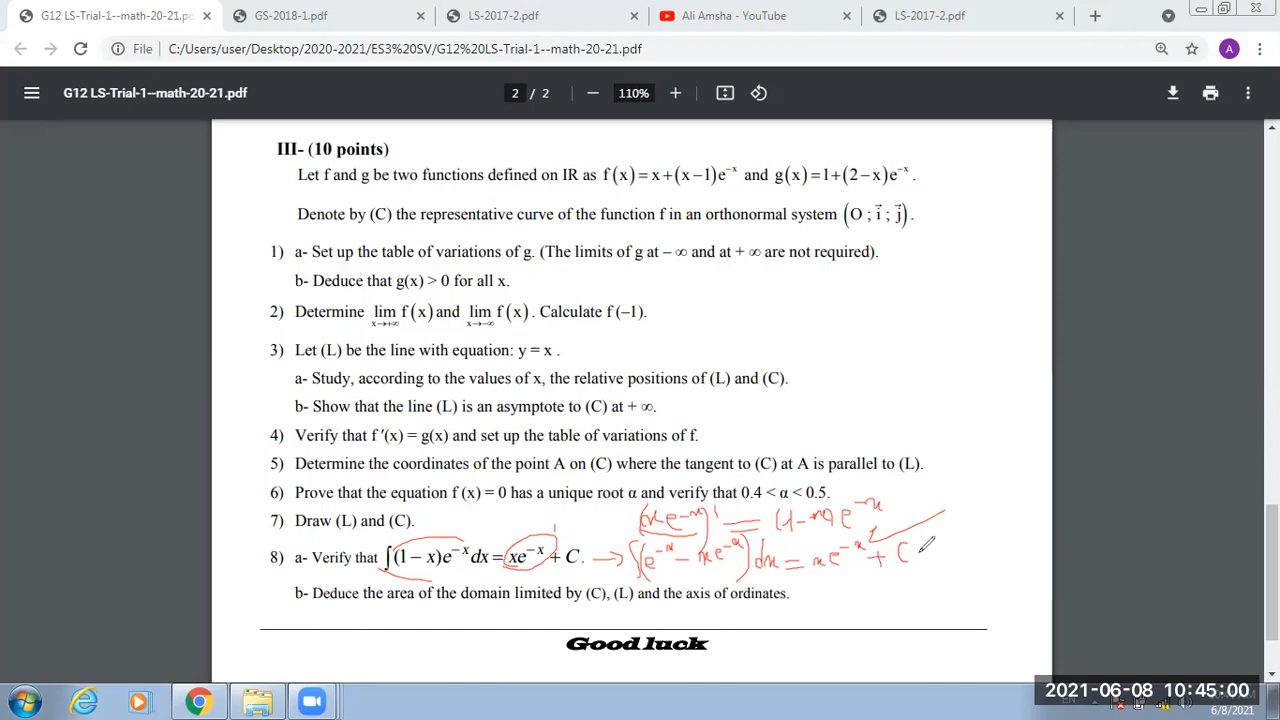 G12 LS-Trial-1--math-20-21.pdf
GS-2018-1.pdf
LS-2017-2.pdf
Ali Amsha - YouTube
LS-2017-2.pdf
File
C:/Users/user/Desktop/2020-2021/ES3%20SV/G12%20LS-Trial-1--math-20-21.pdf
A
G12 LS-Trial-1--math-20-21.pdf
2 / 2
110%
III- (10 points)
Let f and g be two functions defined on IR as f(x)=x+(x−1)e⁻ˣ and g(x)=1+(2−x)e⁻ˣ.
Denote by (C) the representative curve of the function f in an orthonormal system (O ; i⃗ ; j⃗).
1) a- Set up the table of variations of g. (The limits of g at – ∞ and at + ∞ are not required).
b- Deduce that g(x) > 0 for all x.
2) Determine lim f(x) and lim f(x). Calculate f (–1).
x→+∞ x→−∞
3) Let (L) be the line with equation: y = x .
a- Study, according to the values of x, the relative positions of (L) and (C).
b- Show that the line (L) is an asymptote to (C) at + ∞.
4) Verify that f ′(x) = g(x) and set up the table of variations of f.
5) Determine the coordinates of the point A on (C) where the tangent to (C) at A is parallel to (L).
6) Prove that the equation f (x) = 0 has a unique root α and verify that 0.4 < α < 0.5.
(xe⁻ˣ)' = (1-x)e⁻ˣ
7) Draw (L) and (C).
8) a- Verify that ∫(1−x)e⁻ˣdx = xe⁻ˣ + C . → ∫(e⁻ˣ - xe⁻ˣ)dx = xe⁻ˣ + C
b- Deduce the area of the domain limited by (C), (L) and the axis of ordinates.
Good luck
EN
2021-06-08 10:45:00
6/8/2021